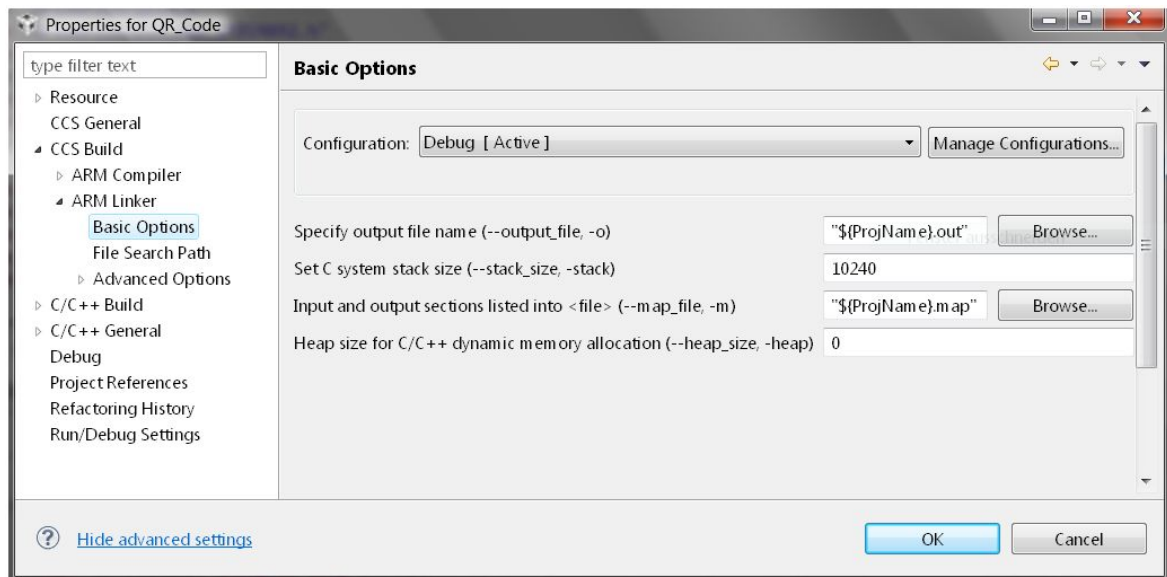 Properties for QR_Code
type filter text
Resource
CCS General
CCS Build
ARM Compiler
ARM Linker
Basic Options
File Search Path
Advanced Options
C/C++ Build
C/C++ General
Debug
Project References
Refactoring History
Run/Debug Settings
Basic Options
Configuration: Debug [ Active ] Manage Configurations...
Specify output file name (--output_file, -o) "${ProjName}.out" Browse...
Set C system stack size (--stack_size, -stack) 10240
Input and output sections listed into <file> (--map_file, -m) "${ProjName}.map" Browse...
Heap size for C/C++ dynamic memory allocation (--heap_size, -heap) 0
Hide advanced settings
OK Cancel